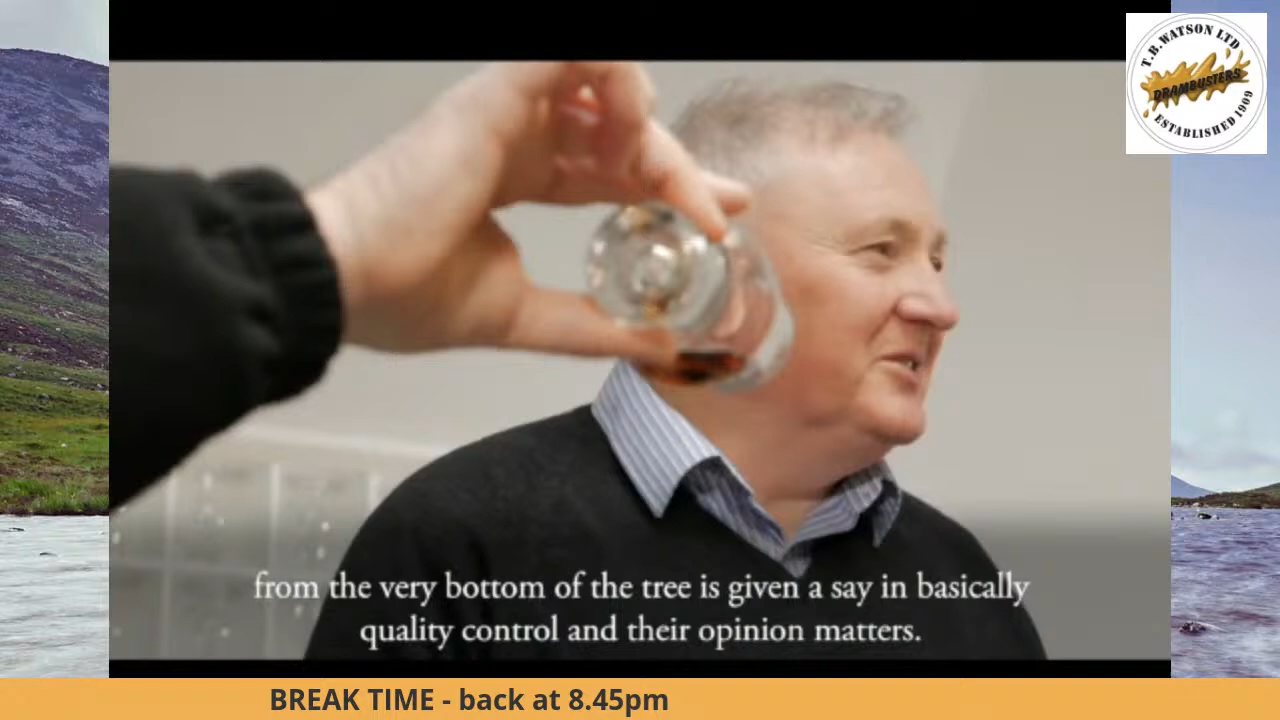 T.B. WATSON LTD
DRAMBUSTERS
ESTABLISHED 1909
from the very bottom of the tree is given a say in basically
quality control and their opinion matters.
BREAK TIME - back at 8.45pm